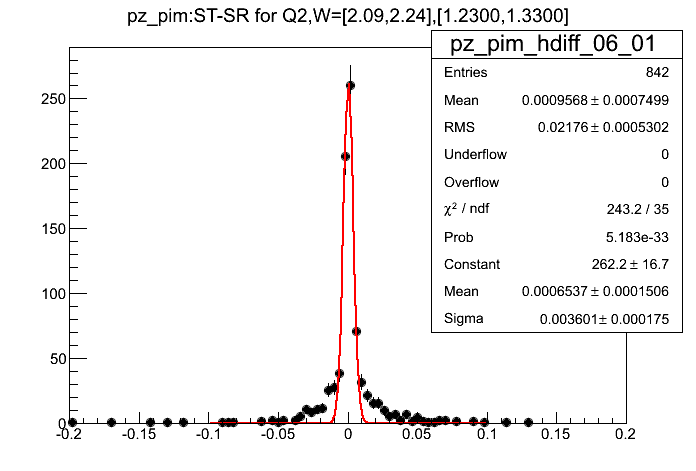 pz_pim:ST-SR for Q2,W=[2.09,2.24],[1.2300,1.3300]
pz_pim_hdiff_06_01
Entries 842
Mean 0.0009568 ± 0.0007499
RMS 0.02176 ± 0.0005302
Underflow 0
Overflow 0
χ² / ndf 243.2 / 35
Prob 5.183e-33
Constant 262.2 ± 16.7
Mean 0.0006537 ± 0.0001506
Sigma 0.003601 ± 0.000175
250
200
150
100
50
0
-0.2 -0.15 -0.1 -0.05 0 0.05 0.1 0.15 0.2